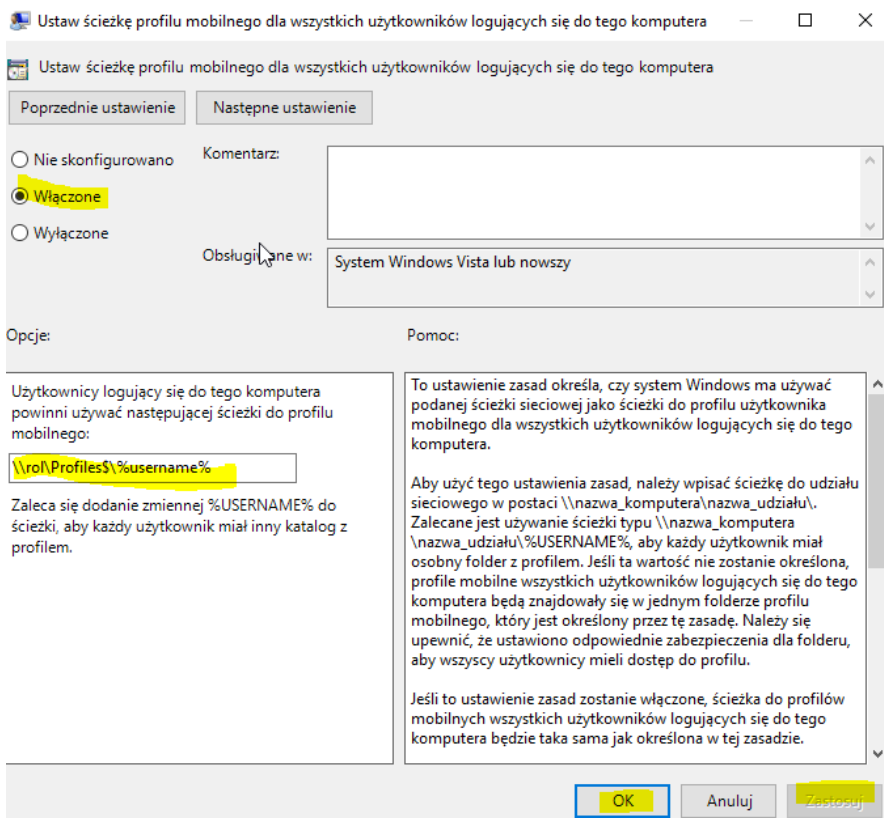 Ustaw ścieżkę profilu mobilnego dla wszystkich użytkowników logujących się do tego komputera
Ustaw ścieżkę profilu mobilnego dla wszystkich użytkowników logujących się do tego komputera
Poprzednie ustawienie
Następne ustawienie
Nie skonfigurowano
Komentarz:
Włączone
Wyłączone
Obsługiwane w:
System Windows Vista lub nowszy
Opcje:
Pomoc:
Użytkownicy logujący się do tego komputera
powinni używać następującej ścieżki do profilu
mobilnego:
\\rol\Profiles$\%username%
Zaleca się dodanie zmiennej %USERNAME% do
ścieżki, aby każdy użytkownik miał inny katalog z
profilem.
To ustawienie zasad określa, czy system Windows ma używać
podanej ścieżki sieciowej jako ścieżki do profilu użytkownika
mobilnego dla wszystkich użytkowników logujących się do tego
komputera.
Aby użyć tego ustawienia zasad, należy wpisać ścieżkę do udziału
sieciowego w postaci \\nazwa_komputera\nazwa_udziału\.
Zalecane jest używanie ścieżki typu \\nazwa_komputera
\nazwa_udziału\%USERNAME%, aby każdy użytkownik miał
osobny folder z profilem. Jeśli ta wartość nie zostanie określona,
profile mobilne wszystkich użytkowników logujących się do tego
komputera będą znajdowały się w jednym folderze profilu
mobilnego, który jest określony przez tę zasadę. Należy się
upewnić, że ustawiono odpowiednie zabezpieczenia dla folderu,
aby wszyscy użytkownicy mieli dostęp do profilu.
Jeśli to ustawienie zasad zostanie włączone, ścieżka do profilów
mobilnych wszystkich użytkowników logujących się do tego
komputera będzie taka sama jak określona w tej zasadzie.
OK
Anuluj
Zastosuj